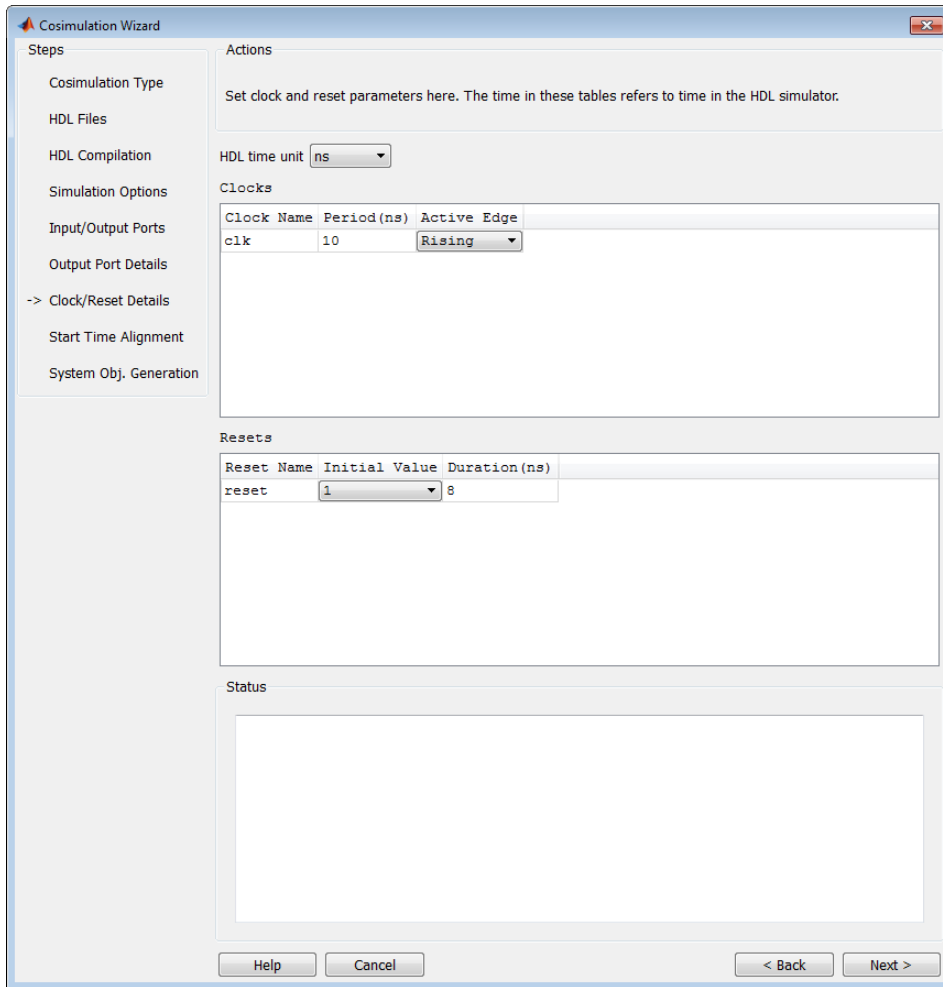 Cosimulation Wizard
Steps
Cosimulation Type
HDL Files
HDL Compilation
Simulation Options
Input/Output Ports
Output Port Details
-> Clock/Reset Details
Start Time Alignment
System Obj. Generation
Actions
Set clock and reset parameters here. The time in these tables refers to time in the HDL simulator.
HDL time unit ns
Clocks
Clock Name Period(ns) Active Edge
clk 10 Rising
Resets
Reset Name Initial Value Duration(ns)
reset 1 8
Status
Help Cancel < Back Next >